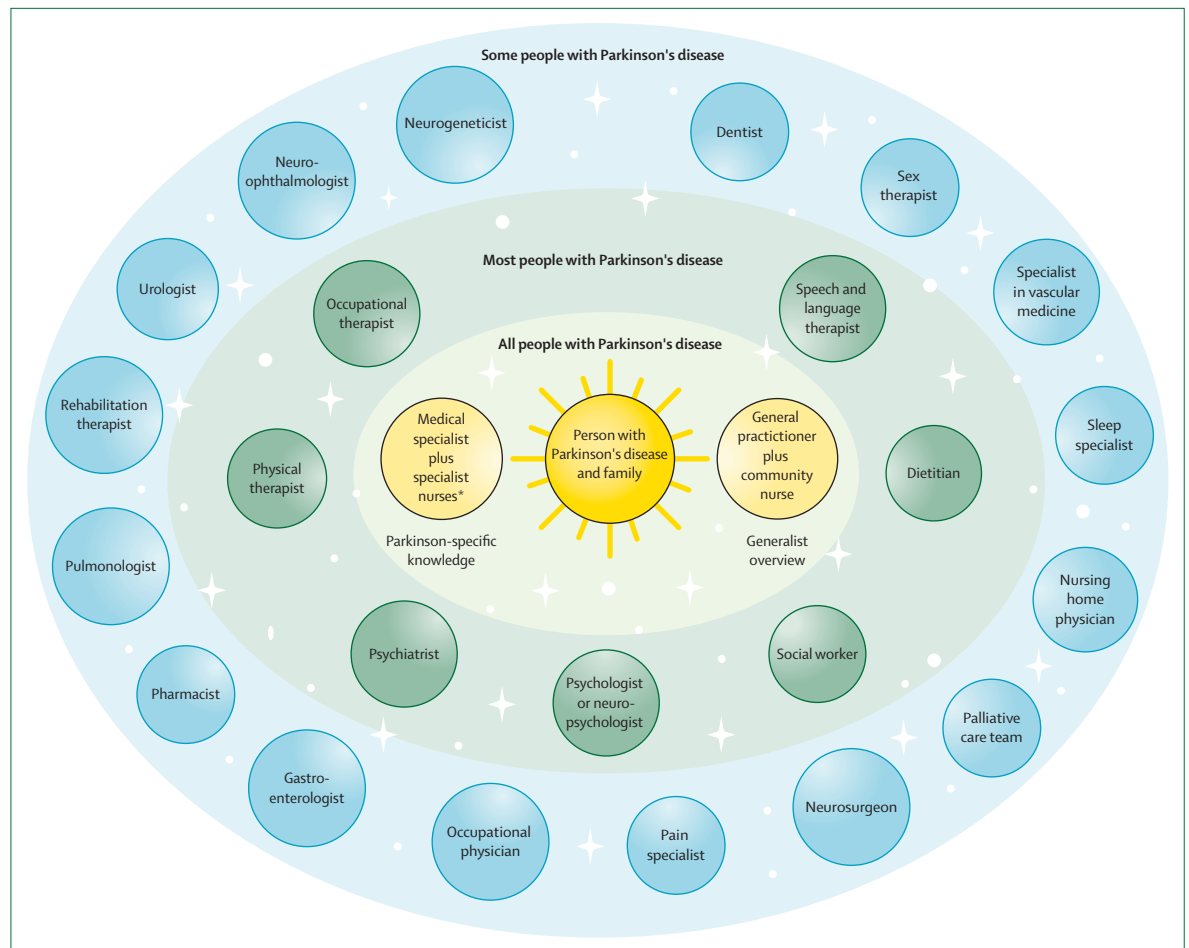 Some people with Parkinson's disease
Neurogeneticist
Dentist
Neuro-
ophthalmologist
Sex
therapist
Urologist
Most people with Parkinson's disease
Specialist
in vascular
medicine
Occupational
therapist
Speech and
language
therapist
All people with Parkinson's disease
Rehabilitation
therapist
Sleep
specialist
Physical
therapist
Medical
specialist
plus
specialist
nurses*
Person with
Parkinson's disease
and family
General
practictioner
plus
community
nurse
Dietitian
Parkinson-specific
knowledge
Generalist
overview
Pulmonologist
Nursing
home
physician
Psychiatrist
Psychologist
or neuro-
psychologist
Social worker
Pharmacist
Palliative
care team
Gastro-
enterologist
Occupational
physician
Pain
specialist
Neurosurgeon